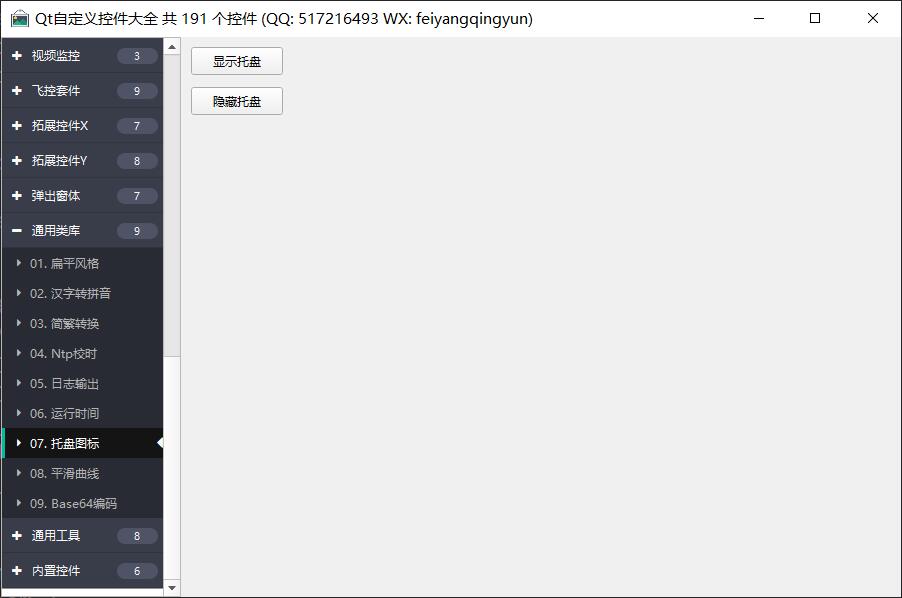 Qt自定义控件大全 共 191 个控件 (QQ: 517216493 WX: feiyangqingyun)
视频监控 3
飞控套件 9
拓展控件X 7
拓展控件Y 8
弹出窗体 7
通用类库 9
01. 扁平风格
02. 汉字转拼音
03. 简繁转换
04. Ntp校时
05. 日志输出
06. 运行时间
07. 托盘图标
08. 平滑曲线
09. Base64编码
通用工具 8
内置控件 6
显示托盘
隐藏托盘